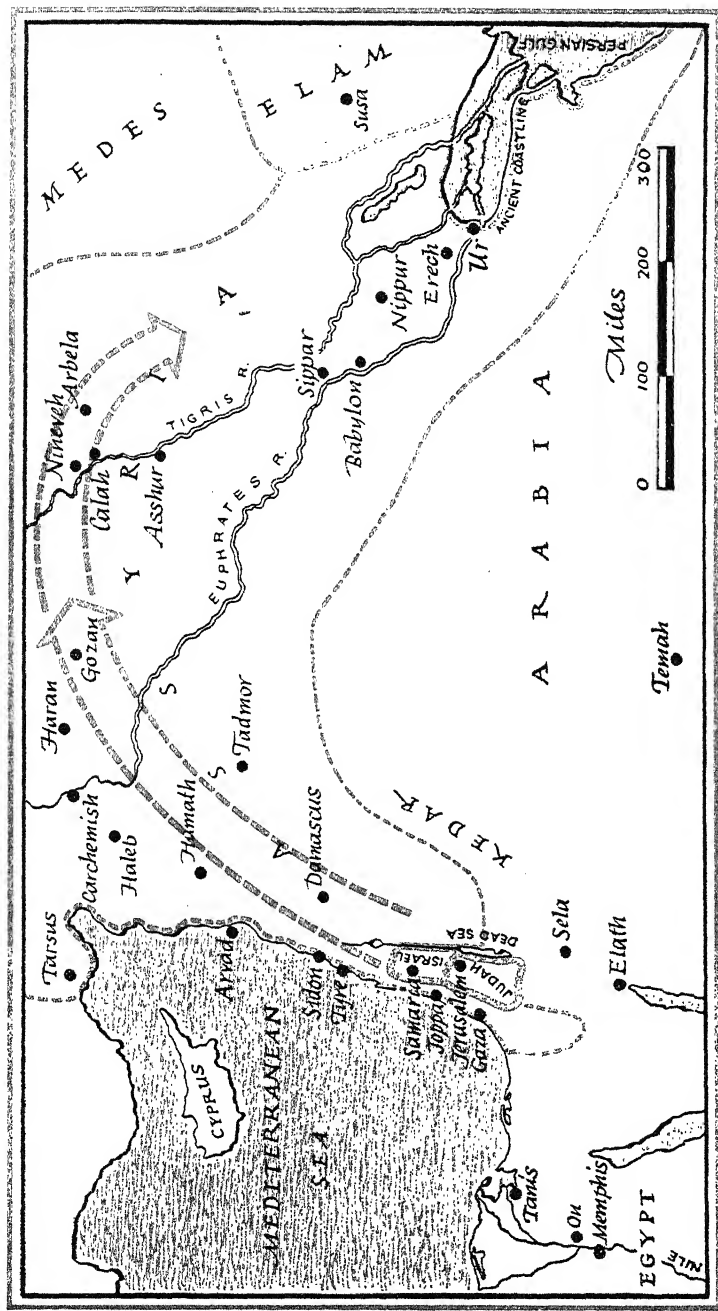 MEDES
ELAM
Susa
PERSIAN GULF
ANCIENT COASTLINE
Tarsus
Carchemish
Haleb
Haran
Gozan
Nineveh
Arbela
Calah
Asshur
TIGRIS R.
EUPHRATES R.
ASSYRIA
Hamath
Arvad
Tadmor
Damascus
Sidon
Tyre
CYPRUS
MEDITERRANEAN
SEA
Sippar
Babylon
Nippur
Erech
Ur
Samaria
ISRAEL
Joppa
Jerusalem
JUDAH
Gaza
DEAD SEA
KEDAR
ARABIA
Sela
Elath
Temah
Tanis
On
Memphis
EGYPT
NILE
Miles
0 100 200 300